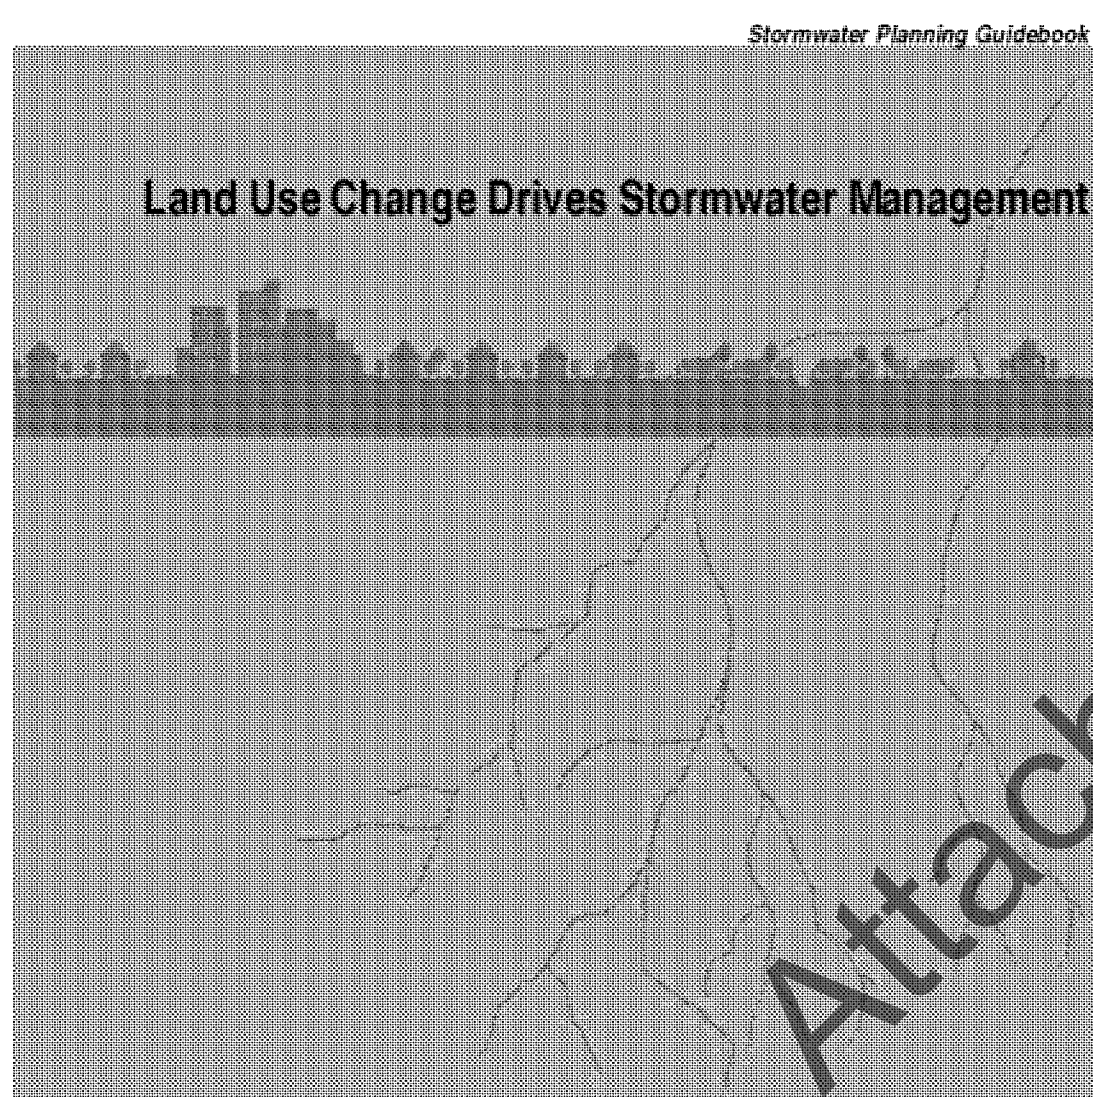 Stormwater Planning Guidebook
Land Use Change Drives Stormwater Management
Attach